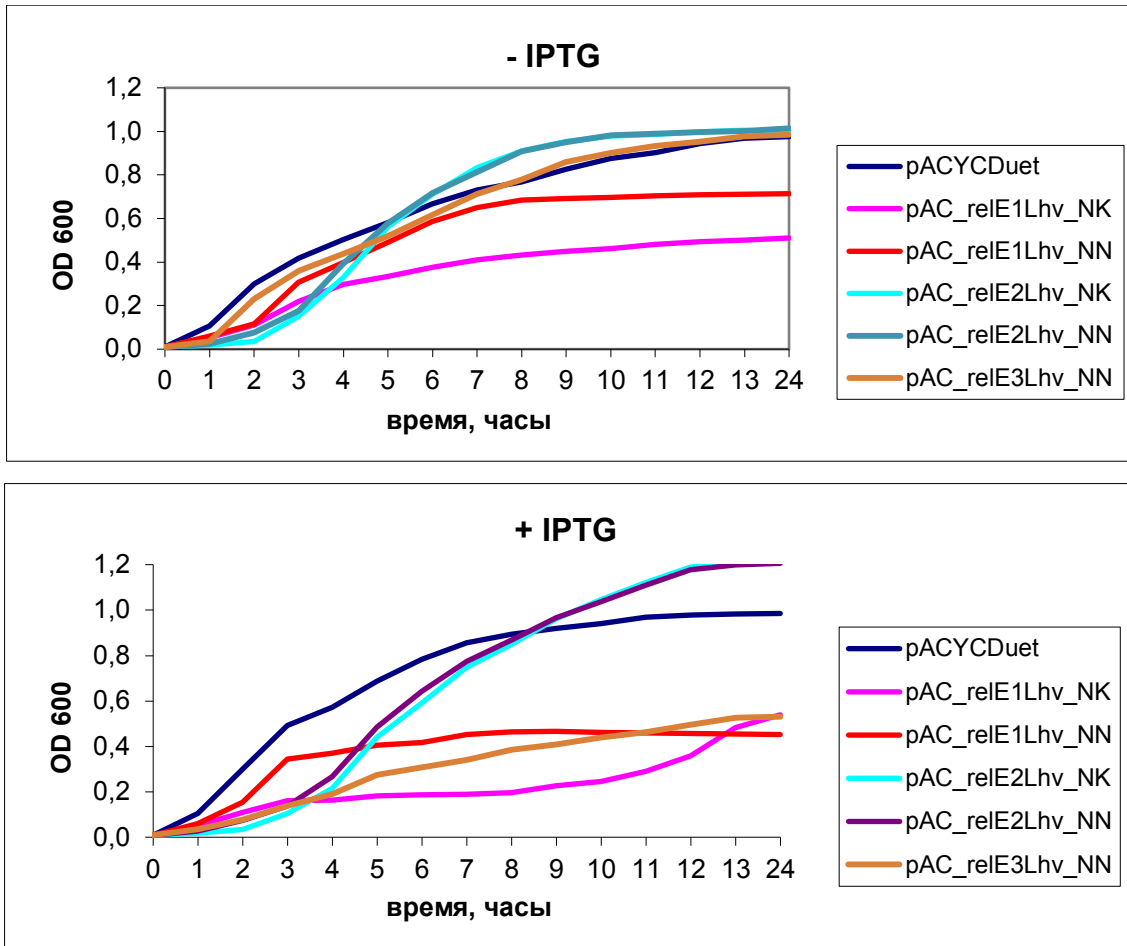 - IPTG
1,2
1,0
0,8
0,6
0,4
0,2
0,0
OD 600
0 1 2 3 4 5 6 7 8 9 10 11 12 13 24
время, часы
pACYCDuet
pAC_relE1Lhv_NK
pAC_relE1Lhv_NN
pAC_relE2Lhv_NK
pAC_relE2Lhv_NN
pAC_relE3Lhv_NN
+ IPTG
1,2
1,0
0,8
0,6
0,4
0,2
0,0
OD 600
0 1 2 3 4 5 6 7 8 9 10 11 12 13 24
время, часы
pACYCDuet
pAC_relE1Lhv_NK
pAC_relE1Lhv_NN
pAC_relE2Lhv_NK
pAC_relE2Lhv_NN
pAC_relE3Lhv_NN